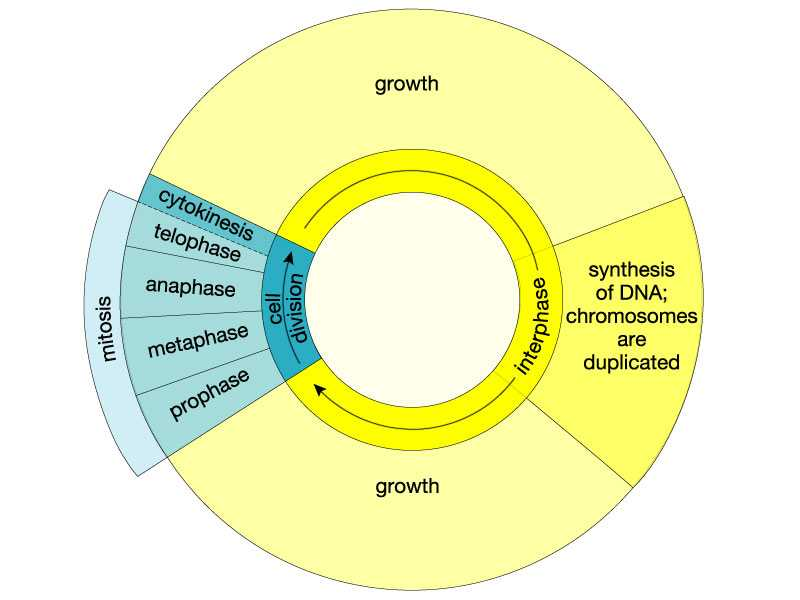 growth
cytokinesis
telophase
anaphase
metaphase
prophase
mitosis
cell
division
interphase
synthesis
of DNA;
chromosomes
are
duplicated
growth